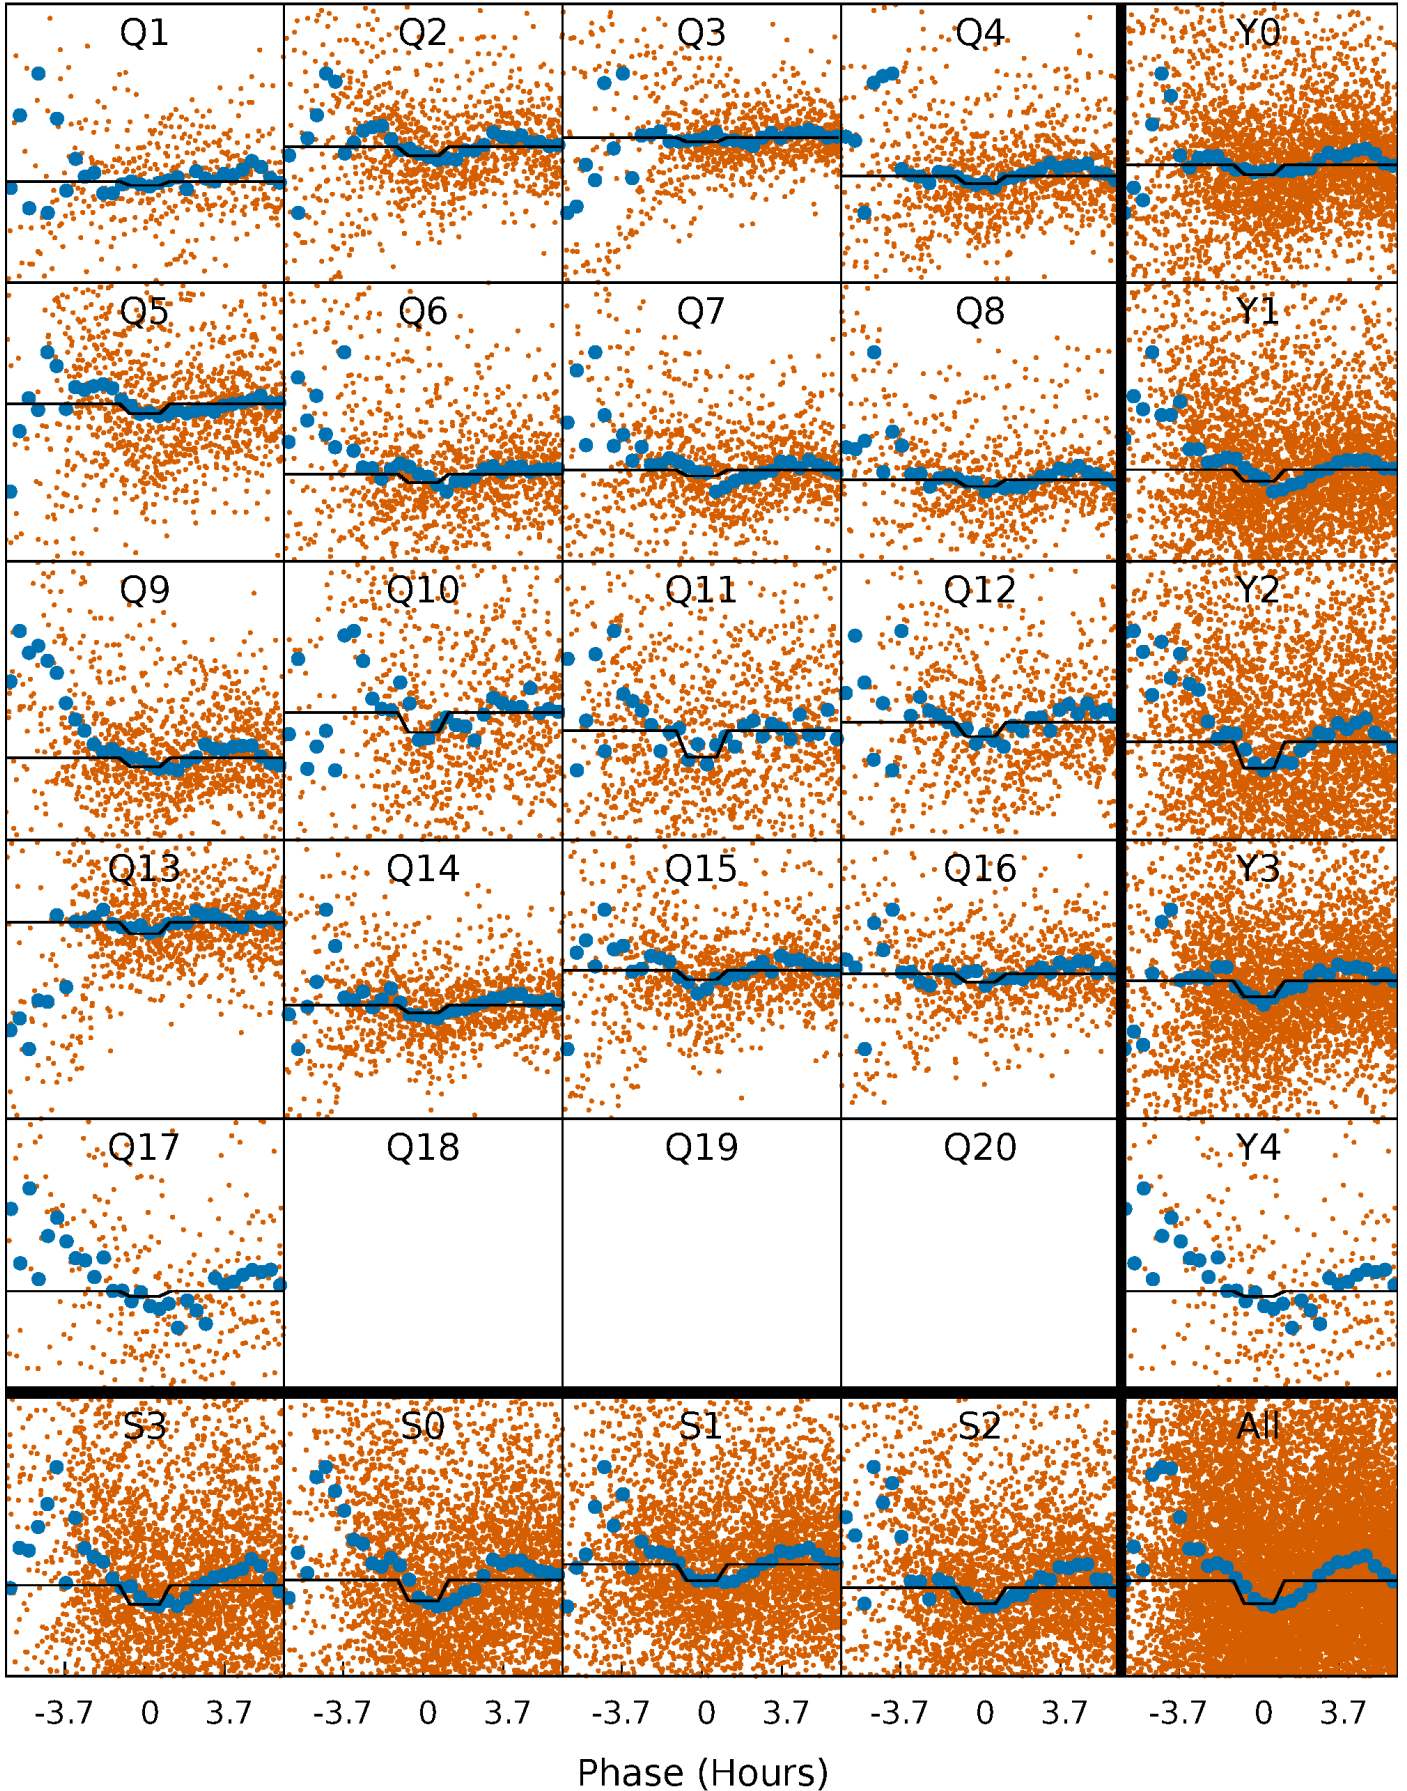 Q1 Q2 Q3 Q4 Y0
Q5 Q6 Q7 Q8 Y1
Q9 Q10 Q11 Q12 Y2
Q13 Q14 Q15 Q16 Y3
Q17 Q18 Q19 Q20 Y4
S3 S0 S1 S2 All
-3.7 0 3.7 -3.7 0 3.7 -3.7 0 3.7 -3.7 0 3.7 -3.7 0 3.7
Phase (Hours)